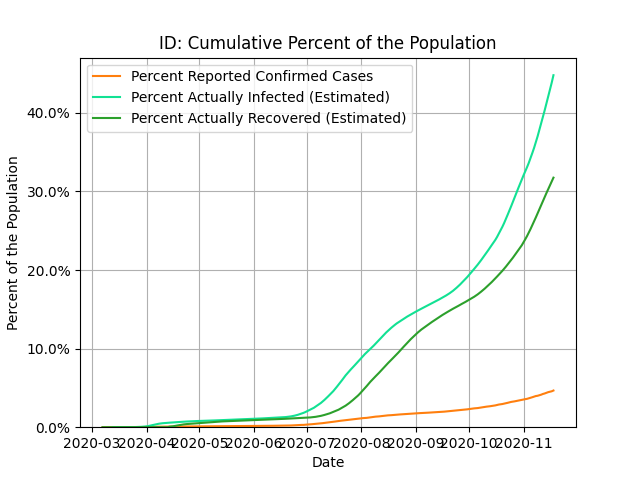 ID: Cumulative Percent of the Population
Percent Reported Confirmed Cases
Percent Actually Infected (Estimated)
Percent Actually Recovered (Estimated)
Percent of the Population
40.0%
30.0%
20.0%
10.0%
0.0%
2020-03 2020-04 2020-05 2020-06 2020-07 2020-08 2020-09 2020-10 2020-11
Date